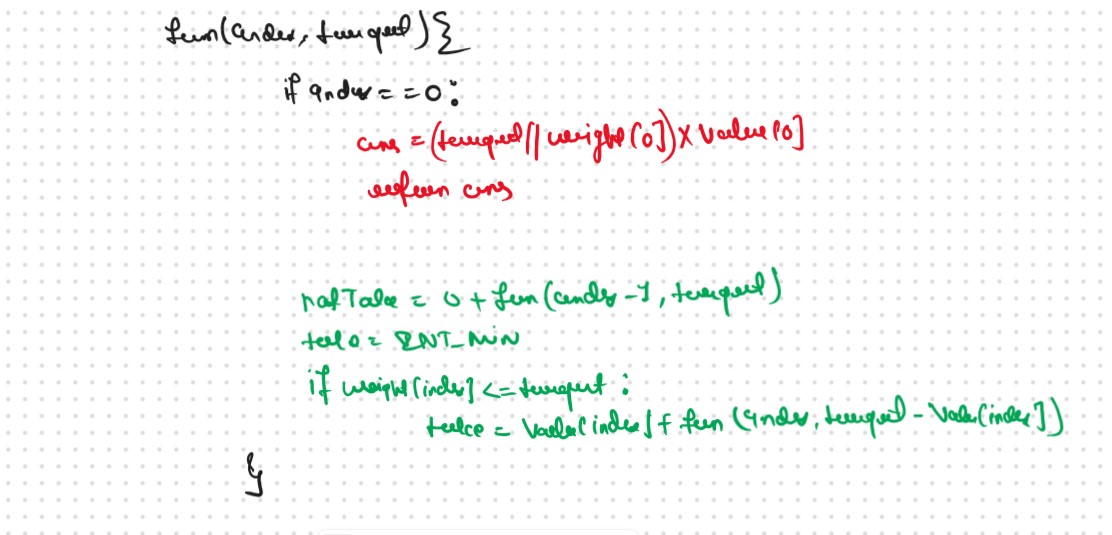 fun(index, target){
if index == 0:
ans = (target // weight[0]) x value[0]
return ans
notTake = 0 + fun(index - 1, target)
take = INT_MIN
if weight[index] <= target :
take = value[index] + fun (index, target - value[index])
}